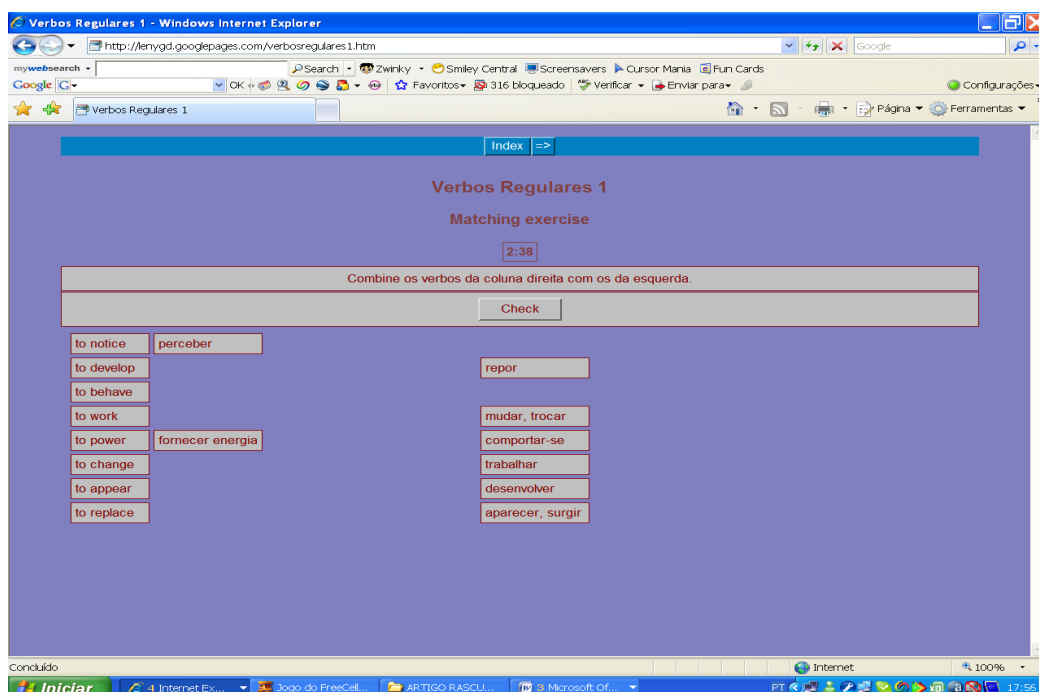 Verbos Regulares 1 - Windows Internet Explorer
http://lenygd.googlepages.com/verbosregulares1.htm
Google
mywebsearch Search Zwinky Smiley Central Screensavers Cursor Mania Fun Cards
Google G OK Favoritos 316 bloqueado Verificar Enviar para Configurações
Verbos Regulares 1 Página Ferramentas
Index =>
Verbos Regulares 1
Matching exercise
2:38
Combine os verbos da coluna direita com os da esquerda.
Check
to notice perceber
to develop repor
to behave
to work mudar, trocar
to power fornecer energia comportar-se
to change trabalhar
to appear desenvolver
to replace aparecer, surgir
Concluído Internet 100%
Iniciar 4 Internet Ex... Jogo do FreeCell... ARTIGO RASCU... 3 Microsoft Of... PT 17:56